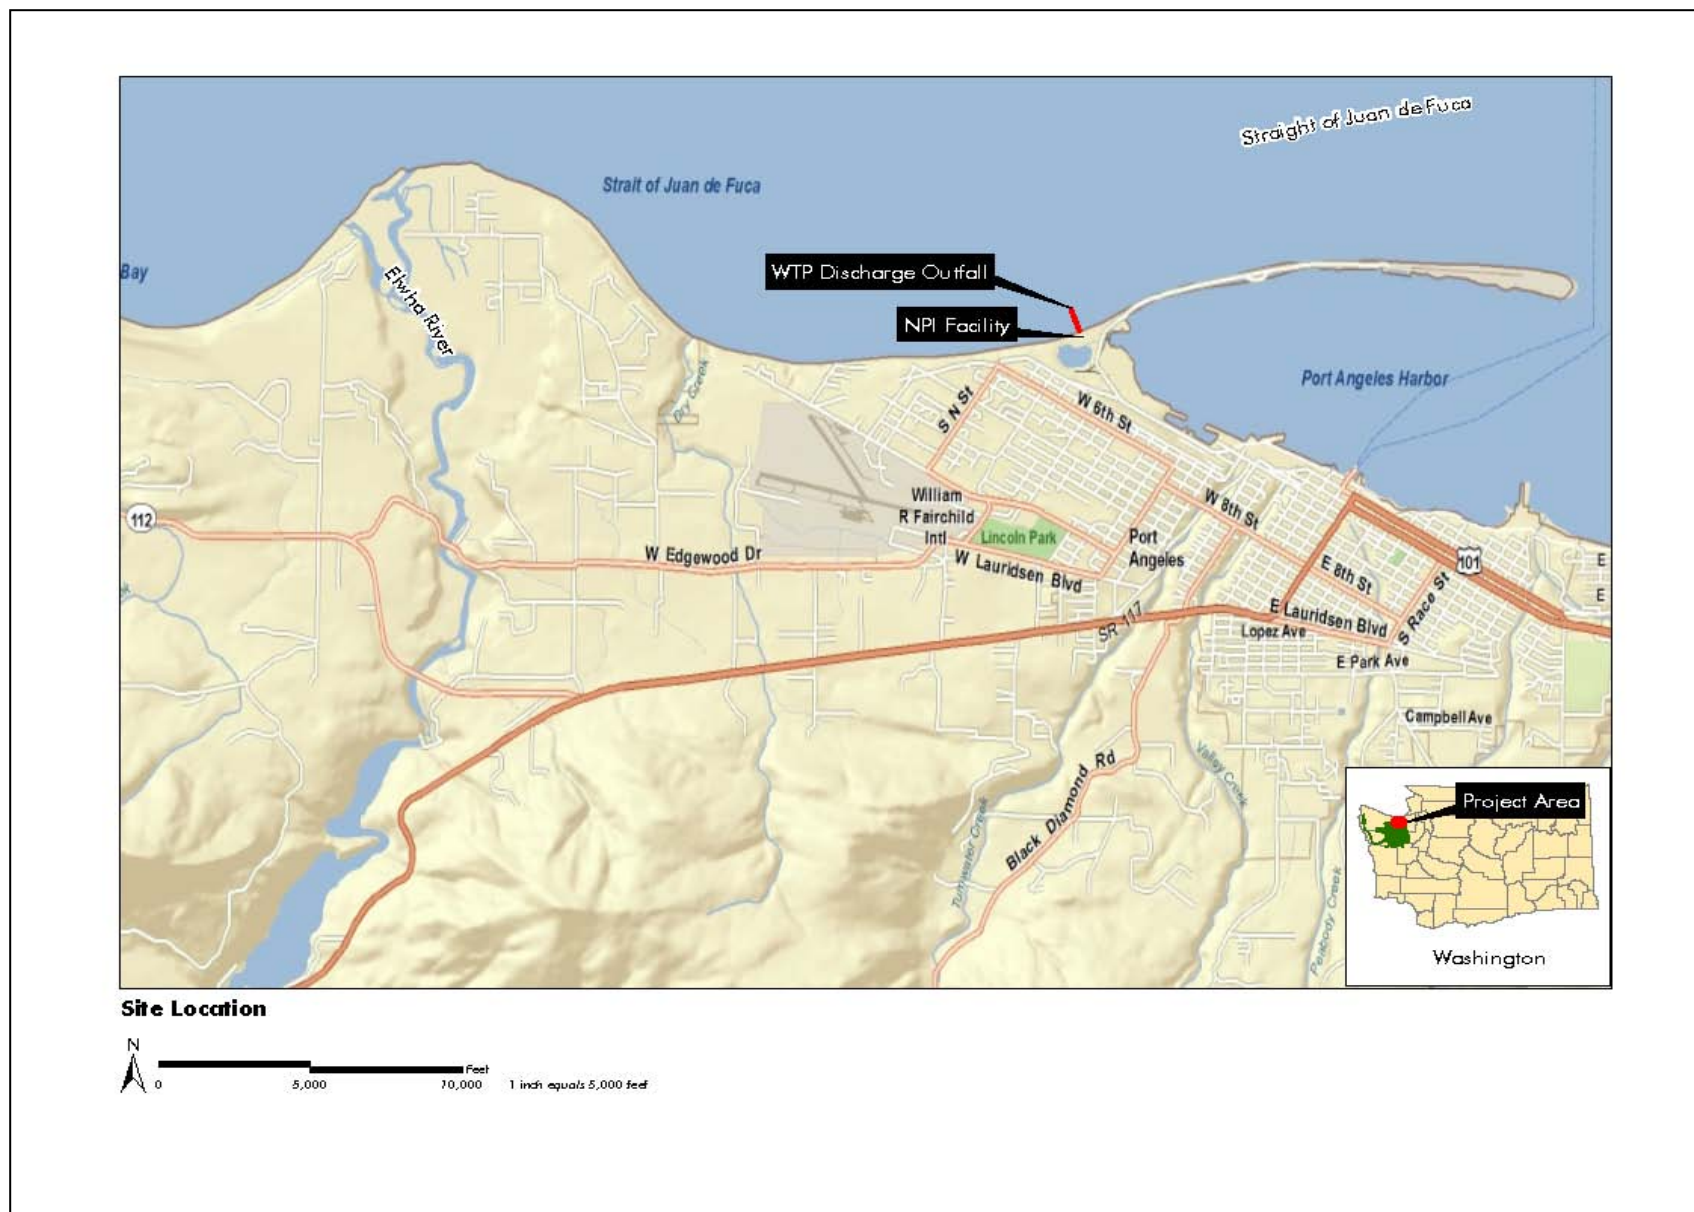 Straight of Juan de Fuca
Strait of Juan de Fuca
Bay
WTP Discharge Outfall
Elwha River
NPI Facility
Port Angeles Harbor
Dry Creek
S N St
W 6th St
William
R Fairchild
Intl
W 8th St
112
Lincoln Park
Port
Angeles
W Edgewood Dr
W Lauridsen Blvd
101
E
E
E 8th St
S Race St
SR 117
E Lauridsen Blvd
Lopez Ave
E Park Ave
Campbell Ave
Black Diamond Rd
Valley Creek
Tumwater Creek
Peabody Creek
Project Area
Washington
Site Location
N
Feet
0 5,000 10,000 1 inch equals 5,000 feet